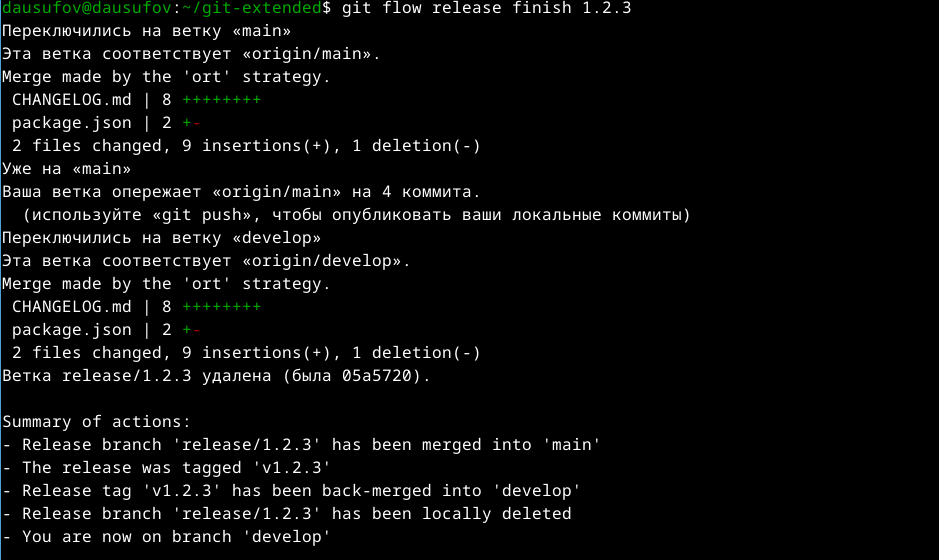 dausufov@dausufov:~/git-extended$ git flow release finish 1.2.3
Переключились на ветку «main»
Эта ветка соответствует «origin/main».
Merge made by the 'ort' strategy.
 CHANGELOG.md | 8 ++++++++
 package.json | 2 +-
 2 files changed, 9 insertions(+), 1 deletion(-)
Уже на «main»
Ваша ветка опережает «origin/main» на 4 коммита.
  (используйте «git push», чтобы опубликовать ваши локальные коммиты)
Переключились на ветку «develop»
Эта ветка соответствует «origin/develop».
Merge made by the 'ort' strategy.
 CHANGELOG.md | 8 ++++++++
 package.json | 2 +-
 2 files changed, 9 insertions(+), 1 deletion(-)
Ветка release/1.2.3 удалена (была 05a5720).

Summary of actions:
- Release branch 'release/1.2.3' has been merged into 'main'
- The release was tagged 'v1.2.3'
- Release tag 'v1.2.3' has been back-merged into 'develop'
- Release branch 'release/1.2.3' has been locally deleted
- You are now on branch 'develop'